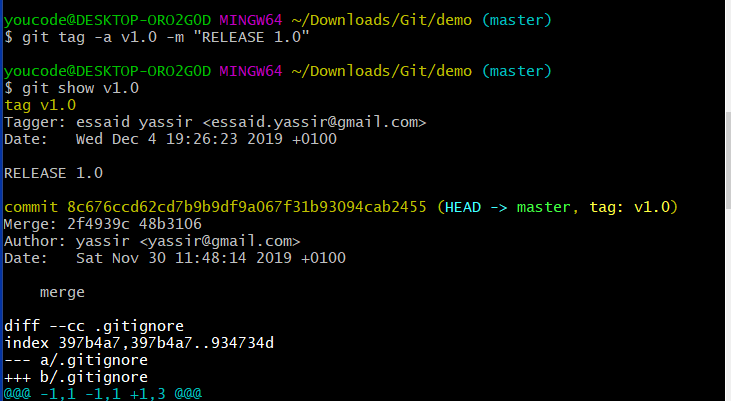 youcode@DESKTOP-ORO2G0D MINGW64 ~/Downloads/Git/demo (master)
$ git tag -a v1.0 -m "RELEASE 1.0"
youcode@DESKTOP-ORO2G0D MINGW64 ~/Downloads/Git/demo (master)
$ git show v1.0
tag v1.0
Tagger: essaid yassir <essaid.yassir@gmail.com>
Date:   Wed Dec 4 19:26:23 2019 +0100
RELEASE 1.0
commit 8c676ccd62cd7b9b9df9a067f31b93094cab2455 (HEAD -> master, tag: v1.0)
Merge: 2f4939c 48b3106
Author: yassir <yassir@gmail.com>
Date:   Sat Nov 30 11:48:14 2019 +0100
    merge
diff --cc .gitignore
index 397b4a7,397b4a7..934734d
--- a/.gitignore
+++ b/.gitignore
@@@ -1,1 -1,1 +1,3 @@@